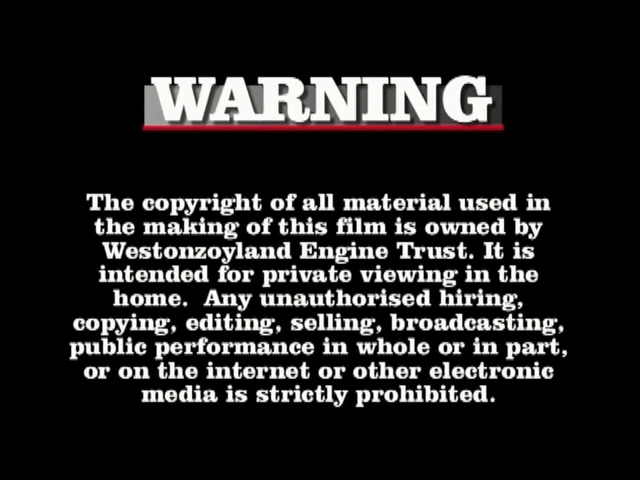 WARNING
The copyright of all material used in
the making of this film is owned by
Westonzoyland Engine Trust. It is
intended for private viewing in the
home.  Any unauthorised hiring,
copying, editing, selling, broadcasting,
public performance in whole or in part,
or on the internet or other electronic
media is strictly prohibited.